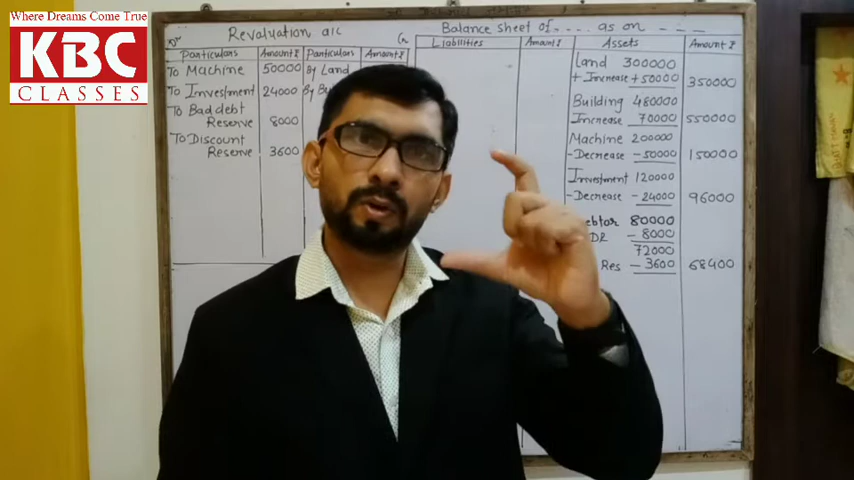 Where Dreams Come True
KBC
CLASSES
Revaluation a/c
Particulars Amount ₹ Particulars Amount
To Machine 50000 By Land
To Investment 24000 By
To Bad debt
Reserve 8000
To Discount
Reserve 3600
Balance sheet of .... as on ----
Liabilities Amount ₹ Assets Amount ₹
Land 300000
+ Increase +50000 350000
Building 480000
Increase 70000 550000
Machine 200000
- Decrease - 50000 150000
Investment 120000
- Decrease - 24000 96000
80000
- 8000
72000
Res - 3600 68400